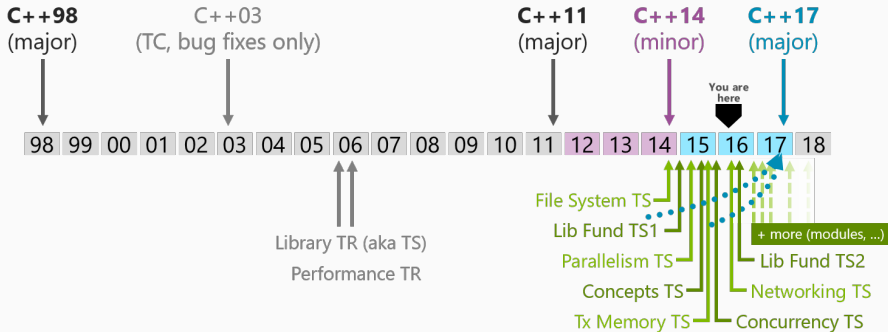 C++98
(major)
C++03
(TC, bug fixes only)
C++11
(major)
C++14
(minor)
C++17
(major)
You are
here
98 99 00 01 02 03 04 05 06 07 08 09 10 11 12 13 14 15 16 17 18
File System TS
Lib Fund TS1
+ more (modules, ...)
Library TR (aka TS)
Performance TR
Parallelism TS
Lib Fund TS2
Concepts TS
Networking TS
Tx Memory TS
Concurrency TS